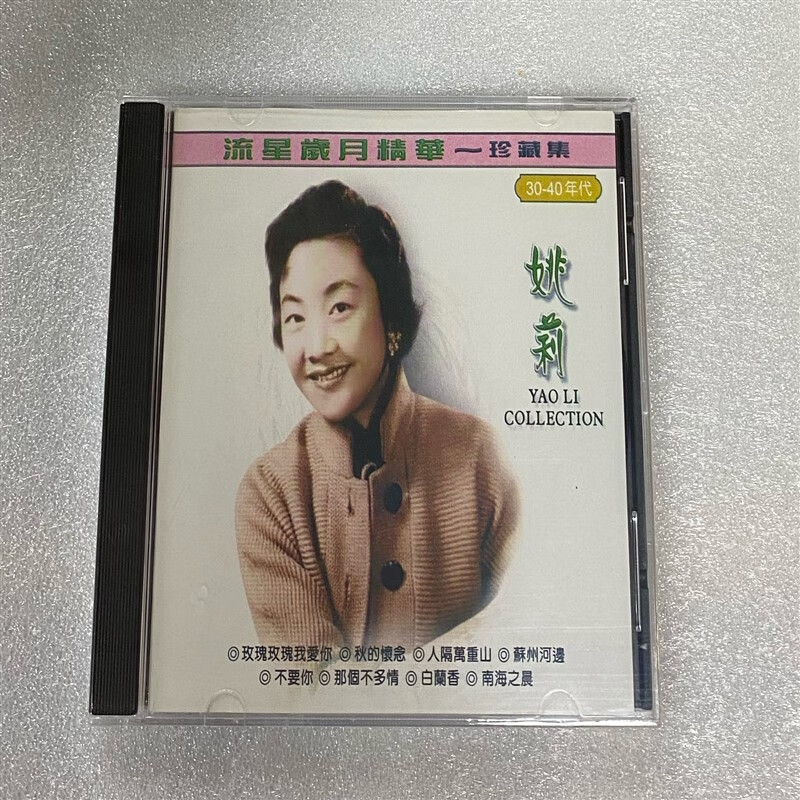 流星歲月精華～珍藏集
30-40年代
姚莉
YAO LI
COLLECTION
◎玫瑰玫瑰我愛你 ◎秋的懷念 ◎人隔萬重山 ◎蘇州河邊
◎不要你 ◎那個不多情 ◎白蘭香 ◎南海之晨